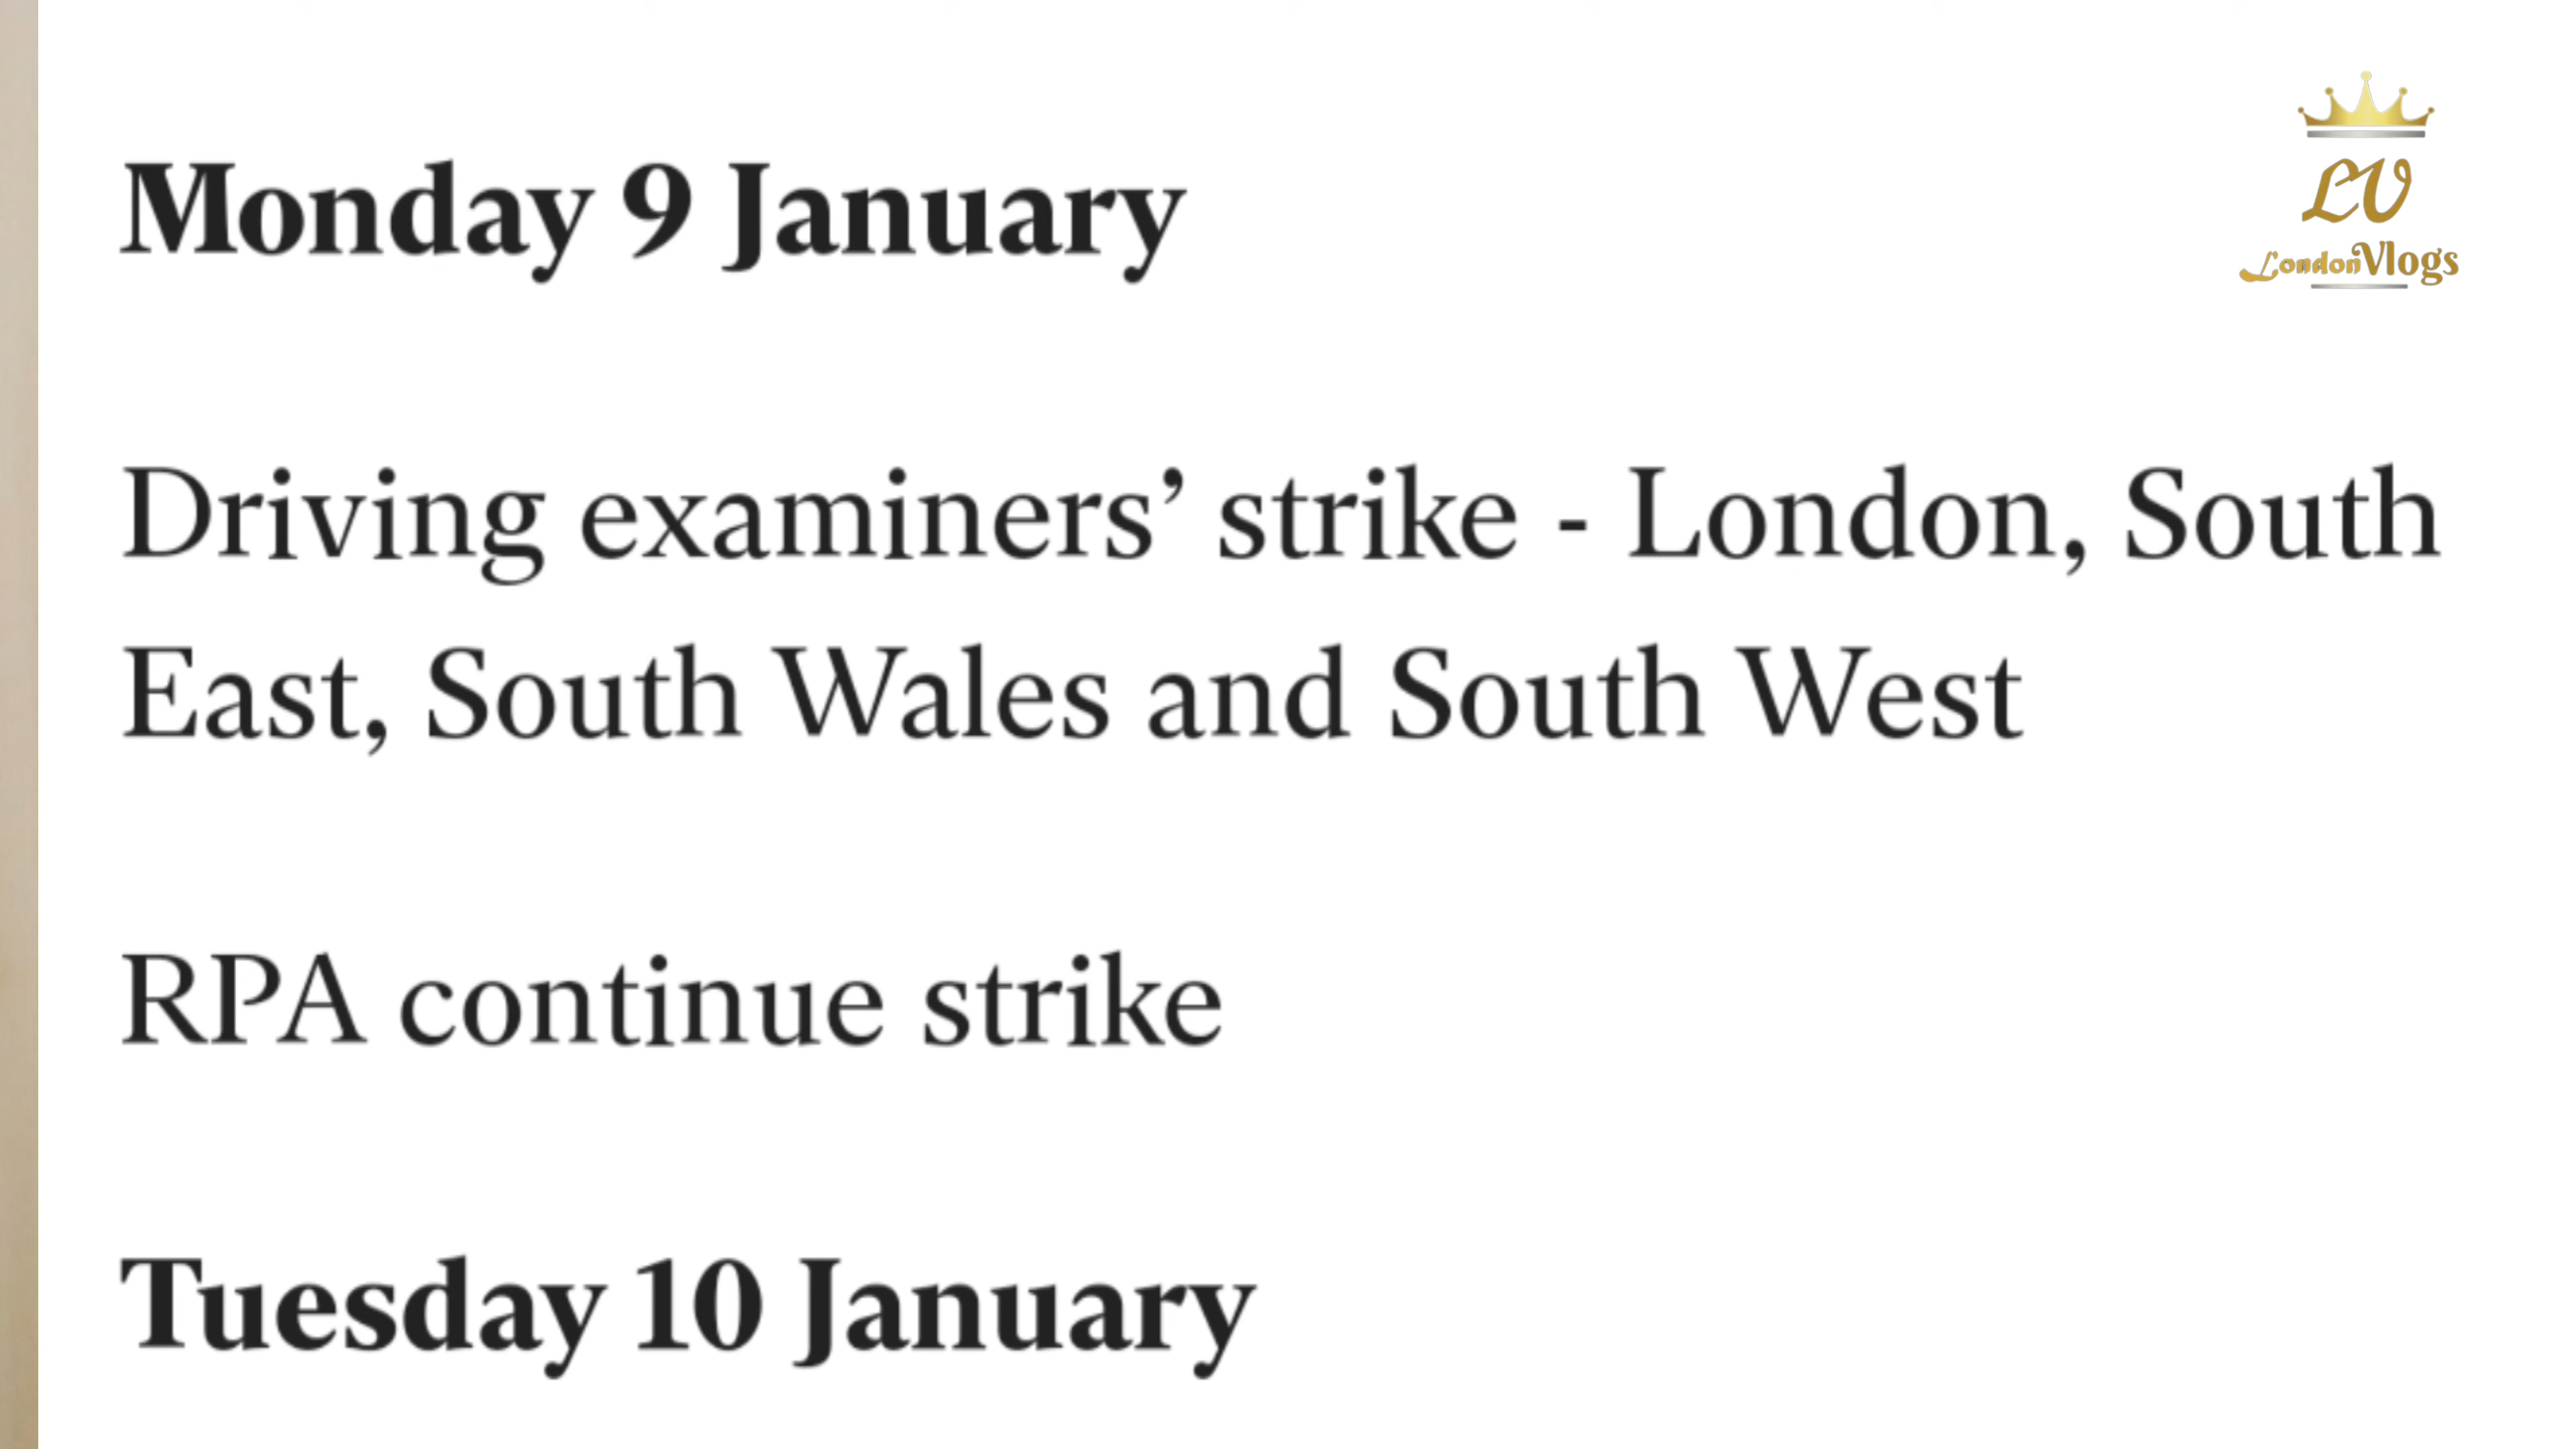 Monday 9 January
LV
LondonVlogs
Driving examiners’ strike - London, South
East, South Wales and South West
RPA continue strike
Tuesday 10 January